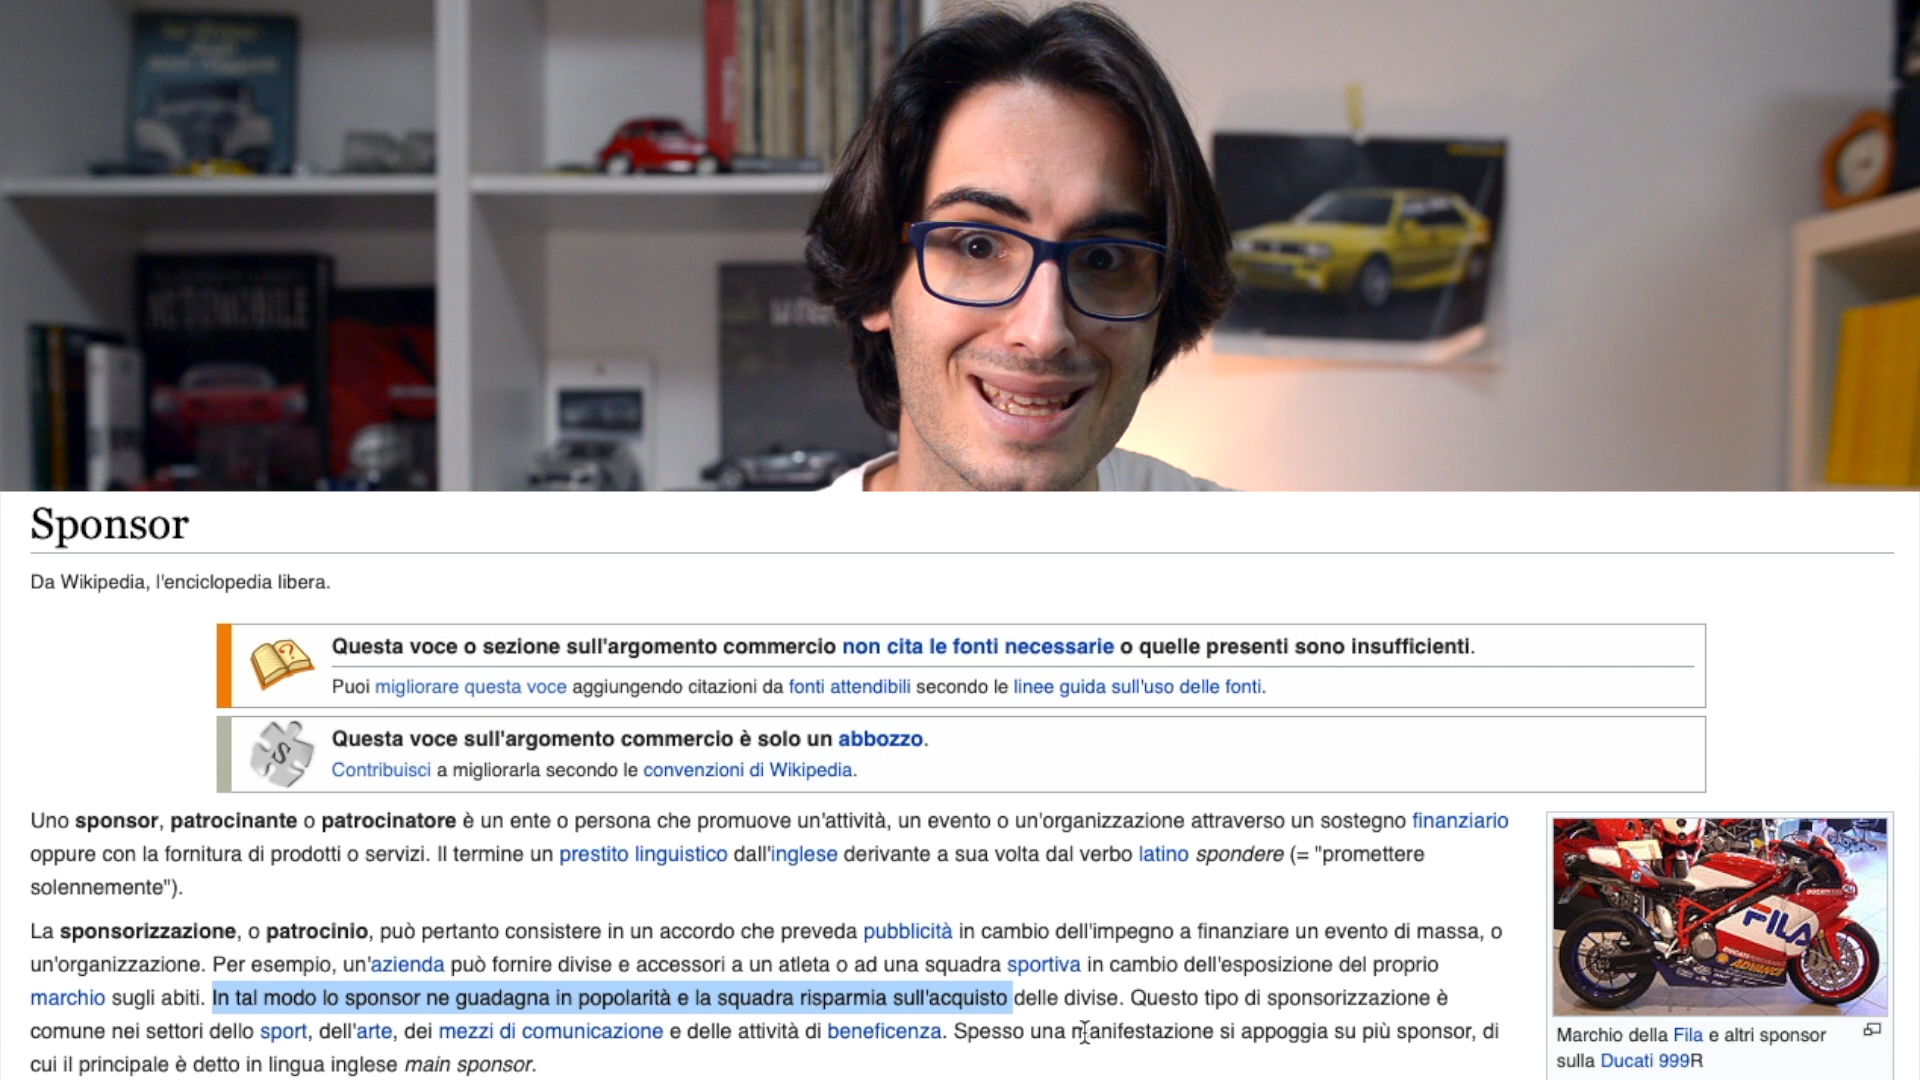 AUTOMOBILE
Sponsor
Da Wikipedia, l'enciclopedia libera.
Questa voce o sezione sull'argomento commercio non cita le fonti necessarie o quelle presenti sono insufficienti.
Puoi migliorare questa voce aggiungendo citazioni da fonti attendibili secondo le linee guida sull'uso delle fonti.
Questa voce sull'argomento commercio è solo un abbozzo.
Contribuisci a migliorarla secondo le convenzioni di Wikipedia.
Uno sponsor, patrocinante o patrocinatore è un ente o persona che promuove un'attività, un evento o un'organizzazione attraverso un sostegno finanziario
oppure con la fornitura di prodotti o servizi. Il termine un prestito linguistico dall'inglese derivante a sua volta dal verbo latino spondere (= "promettere
solennemente").
La sponsorizzazione, o patrocinio, può pertanto consistere in un accordo che preveda pubblicità in cambio dell'impegno a finanziare un evento di massa, o
un'organizzazione. Per esempio, un'azienda può fornire divise e accessori a un atleta o ad una squadra sportiva in cambio dell'esposizione del proprio
marchio sugli abiti. In tal modo lo sponsor ne guadagna in popolarità e la squadra risparmia sull'acquisto delle divise. Questo tipo di sponsorizzazione è
comune nei settori dello sport, dell'arte, dei mezzi di comunicazione e delle attività di beneficenza. Spesso una manifestazione si appoggia su più sponsor, di
cui il principale è detto in lingua inglese main sponsor.
FILA
ADVANCE
Marchio della Fila e altri sponsor
sulla Ducati 999R